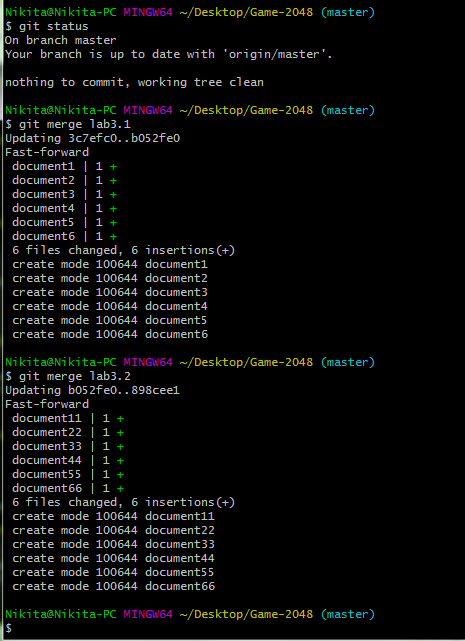 Nikita@Nikita-PC MINGW64 ~/Desktop/Game-2048 (master)
$ git status
On branch master
Your branch is up to date with 'origin/master'.
nothing to commit, working tree clean
Nikita@Nikita-PC MINGW64 ~/Desktop/Game-2048 (master)
$ git merge lab3.1
Updating 3c7efc0..b052fe0
Fast-forward
document1 | 1 +
document2 | 1 +
document3 | 1 +
document4 | 1 +
document5 | 1 +
document6 | 1 +
6 files changed, 6 insertions(+)
create mode 100644 document1
create mode 100644 document2
create mode 100644 document3
create mode 100644 document4
create mode 100644 document5
create mode 100644 document6
Nikita@Nikita-PC MINGW64 ~/Desktop/Game-2048 (master)
$ git merge lab3.2
Updating b052fe0..898cee1
Fast-forward
document11 | 1 +
document22 | 1 +
document33 | 1 +
document44 | 1 +
document55 | 1 +
document66 | 1 +
6 files changed, 6 insertions(+)
create mode 100644 document11
create mode 100644 document22
create mode 100644 document33
create mode 100644 document44
create mode 100644 document55
create mode 100644 document66
Nikita@Nikita-PC MINGW64 ~/Desktop/Game-2048 (master)
$